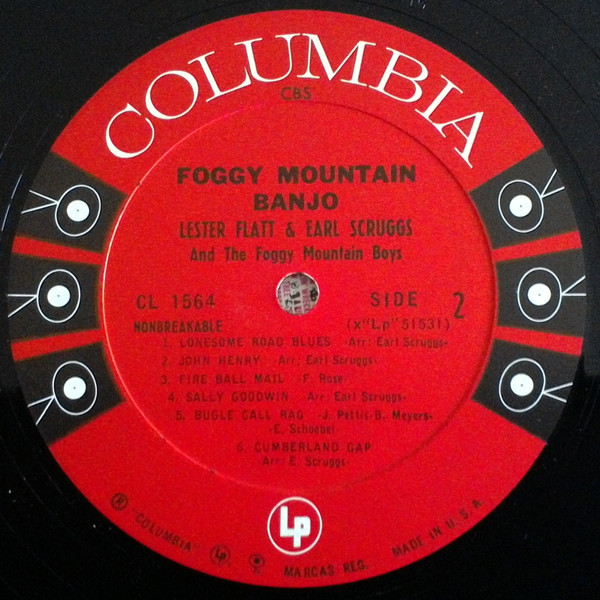 COLUMBIA
CBS
FOGGY MOUNTAIN
BANJO
LESTER FLATT & EARL SCRUGGS
And The Foggy Mountain Boys
CL 1564 SIDE 2
NONBREAKABLE (x"Lp"51531)
1. LONESOME ROAD BLUES -Arr: Earl Scruggs-
2. JOHN HENRY -Arr: Earl Scruggs-
3. FIRE BALL MAIL -F. Rose-
4. SALLY GOODWIN -Arr: Earl Scruggs-
5. BUGLE CALL RAG -J. Pettis-B. Meyers-
-E. Schoebel-
6. CUMBERLAND GAP
Arr: E. Scruggs-
Lp
® "COLUMBIA" Lp MARCAS REG. MADE IN U.S.A.